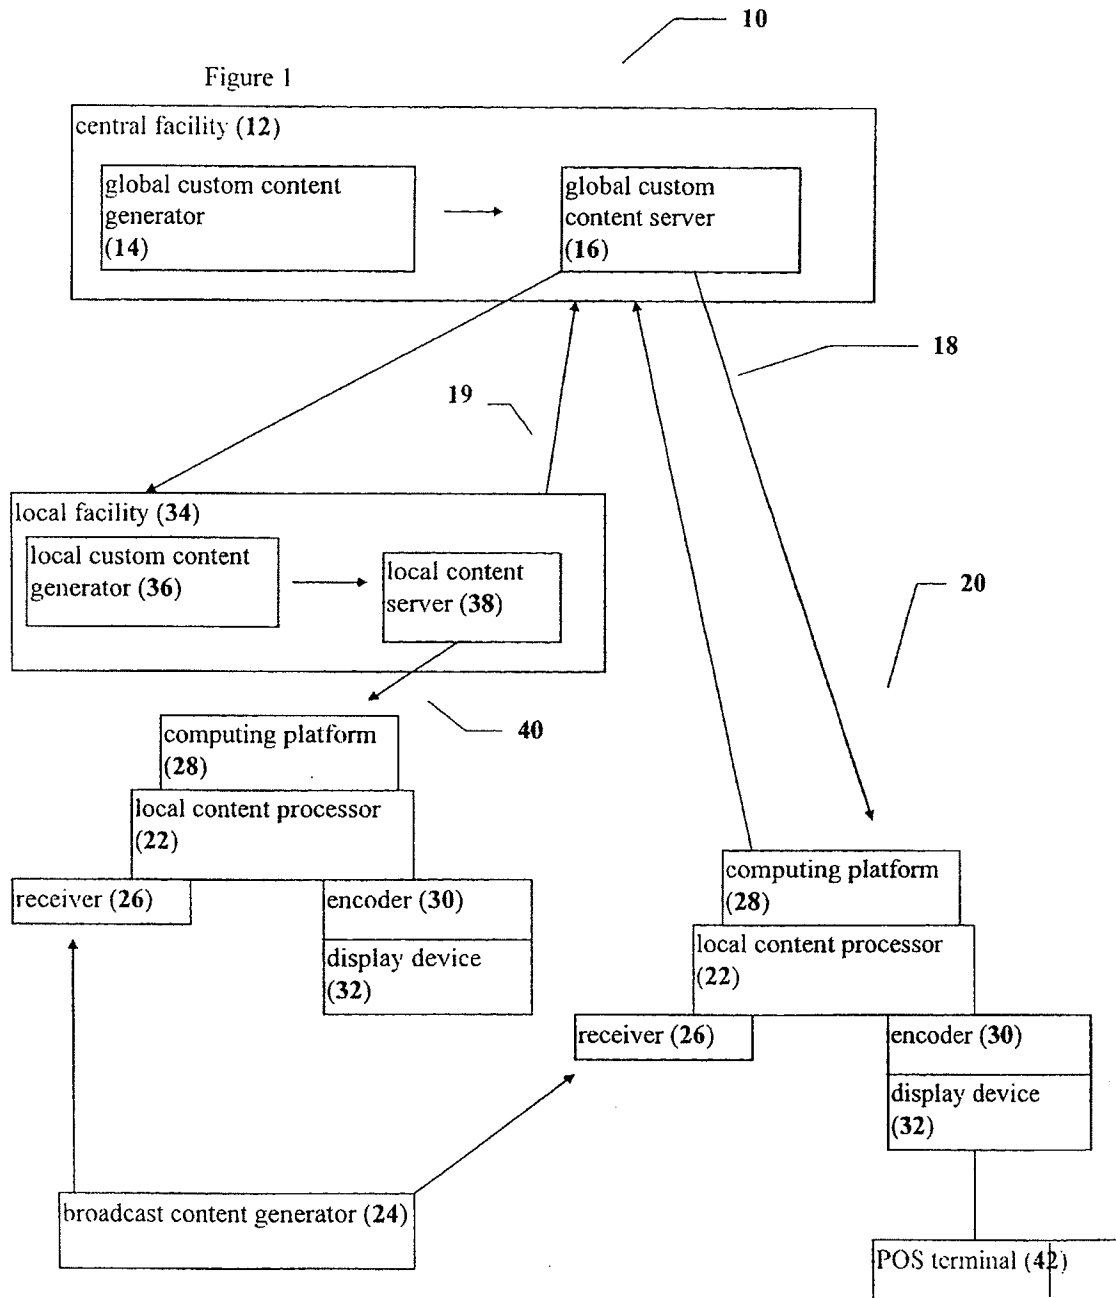 10
Figure 1
central facility (12)
global custom content
generator
(14)
global custom
content server
(16)
18
19
local facility (34)
local custom content
generator (36)
local content
server (38)
20
40
computing platform
(28)
local content processor
(22)
receiver (26)
encoder (30)
display device
(32)
computing platform
(28)
local content processor
(22)
receiver (26)
encoder (30)
display device
(32)
broadcast content generator (24)
POS terminal (42)